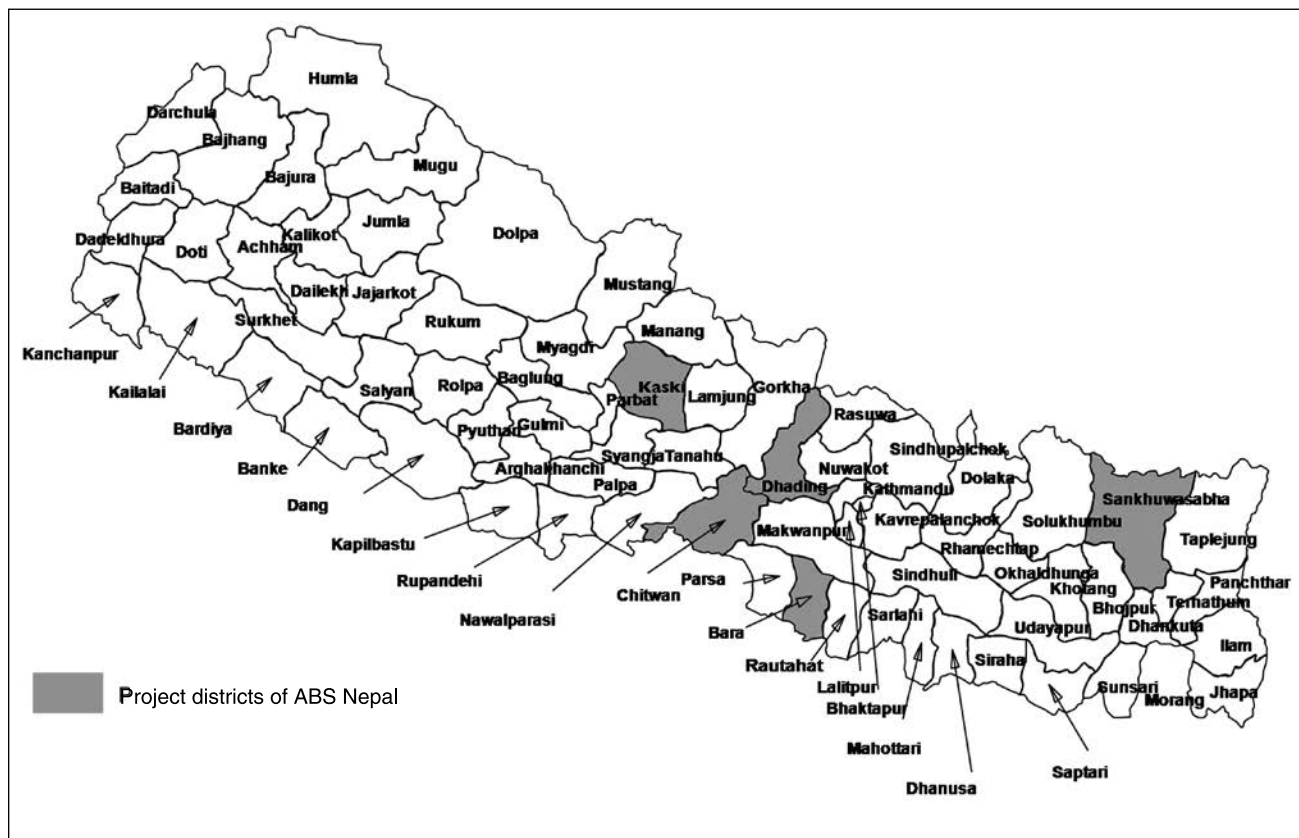 Humla
Darchula
Bajhang
Mugu
Bajura
Baitadi
Jumla
Kalikot
Dolpa
Dadeldhura
Doti
Achham
Mustang
Dailekh
Jajarkot
Surkhet
Rukum
Manang
Kanchanpur
Myagdi
Kailalai
Salyan
Rolpa
Baglung
Kaski
Lamjung
Gorkha
Parbat
Rasuwa
Bardiya
Pyuthan
Gulmi
Sindhupalchok
Syangja
Tanahu
Nuwakot
Banke
Arghakhanchi
Palpa
Dhading
Kathmandu
Dolaka
Sankhuwasabha
Dang
Makwanpur
Kavrepalanchok
Solukhumbu
Taplejung
Kapilbastu
Rhamechtap
Rupandehi
Chitwan
Parsa
Sindhuli
Okhaldhunga
Khotang
Panchthar
Nawalparasi
Bhojpur
Ternathum
Bara
Sarlahi
Udayapur
Dhankuta
Ilam
Rautahat
Siraha
Lalitpur
Sunsari
Morang
Jhapa
Bhaktapur
Mahottari
Saptari
Dhanusa
Project districts of ABS Nepal